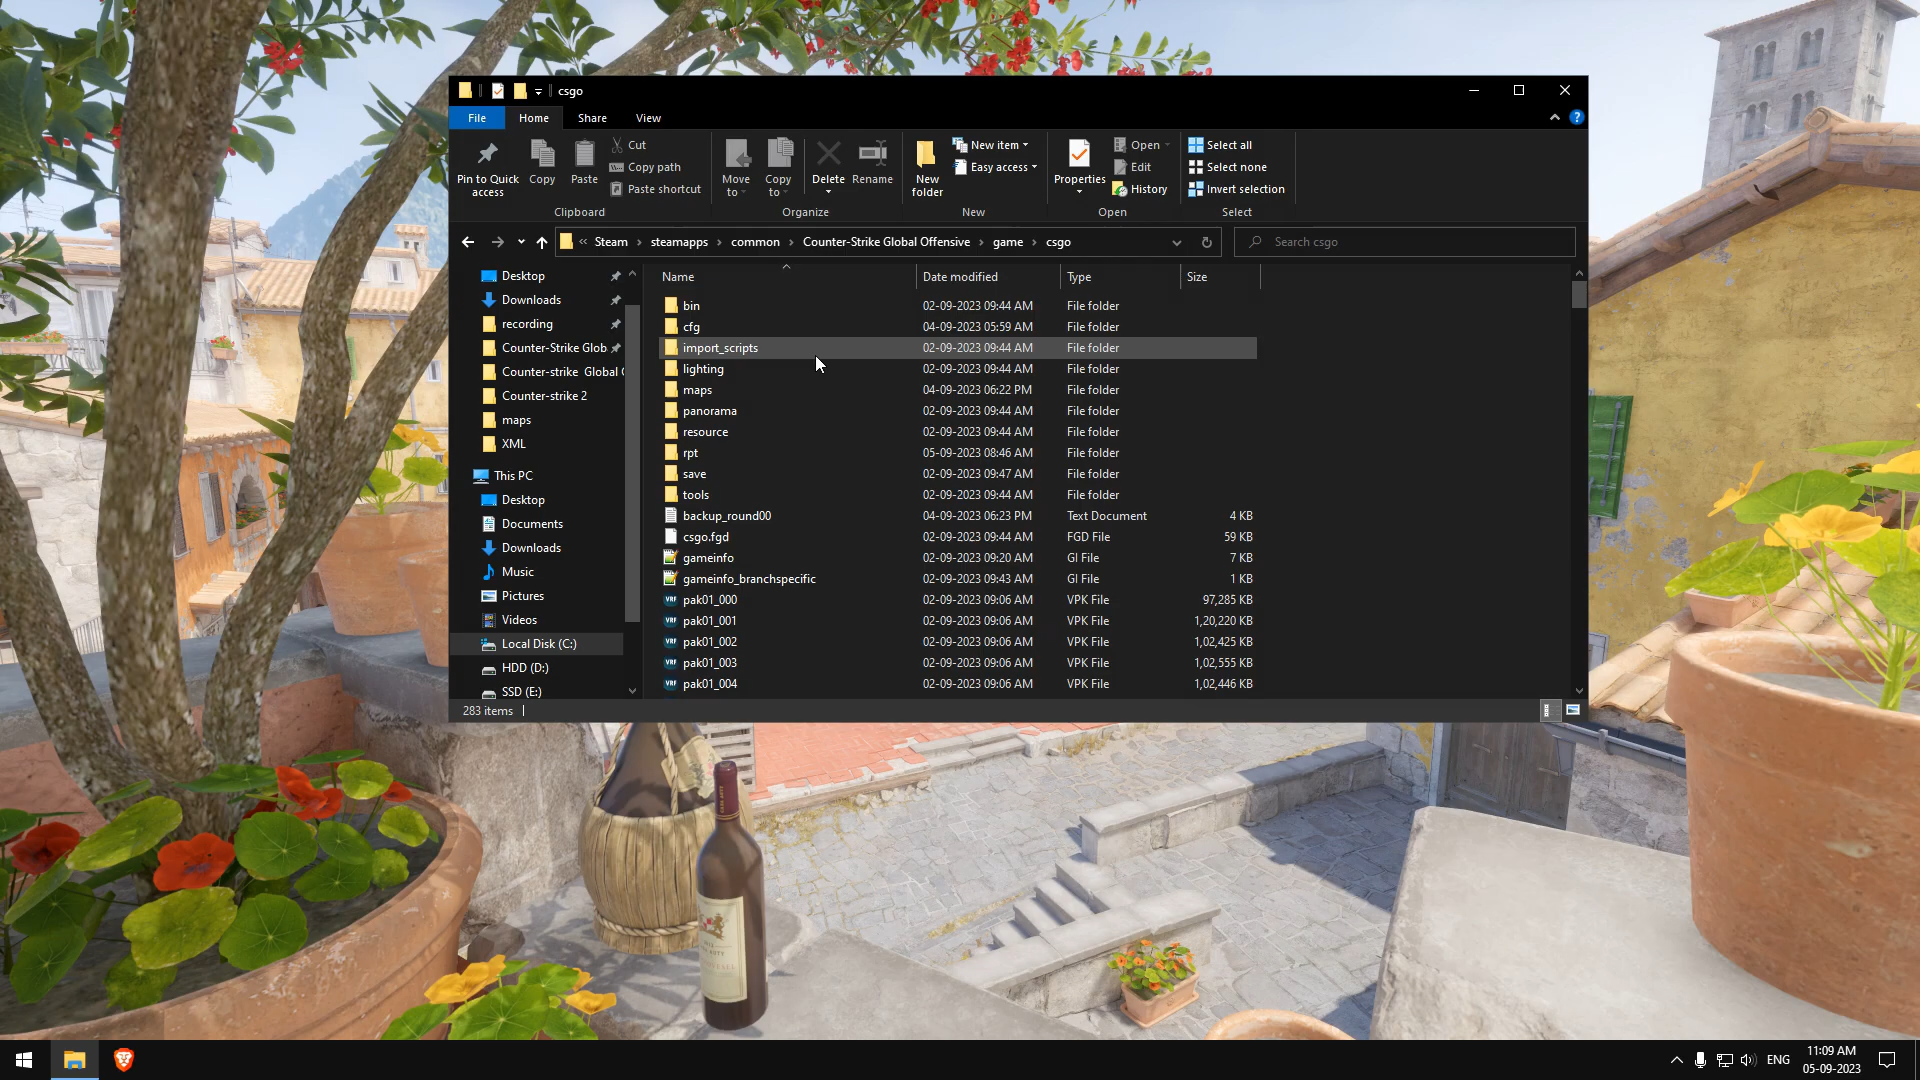 csgo
File Home Share View
Pin to Quick access
Copy
Paste
Cut
Copy path
Paste shortcut
Clipboard
Move to
Copy to
Delete
Rename
Organize
New folder
New item
Easy access
New
Properties
Open
Edit
History
Open
Select all
Select none
Invert selection
Select
« Steam › steamapps › common › Counter-Strike Global Offensive › game › csgo
Search csgo
Desktop
Downloads
recording
Counter-Strike Glob
Counter-strike Global (
Counter-strike 2
maps
XML
This PC
Desktop
Documents
Downloads
Music
Pictures
Videos
Local Disk (C:)
HDD (D:)
SSD (E:)
Name Date modified Type Size
bin 02-09-2023 09:44 AM File folder
cfg 04-09-2023 05:59 AM File folder
import_scripts 02-09-2023 09:44 AM File folder
lighting 02-09-2023 09:44 AM File folder
maps 04-09-2023 06:22 PM File folder
panorama 02-09-2023 09:44 AM File folder
resource 02-09-2023 09:44 AM File folder
rpt 05-09-2023 08:46 AM File folder
save 02-09-2023 09:47 AM File folder
tools 02-09-2023 09:44 AM File folder
backup_round00 04-09-2023 06:23 PM Text Document 4 KB
csgo.fgd 02-09-2023 09:44 AM FGD File 59 KB
gameinfo 02-09-2023 09:20 AM GI File 7 KB
gameinfo_branchspecific 02-09-2023 09:43 AM GI File 1 KB
VRF pak01_000 02-09-2023 09:06 AM VPK File 97,285 KB
VRF pak01_001 02-09-2023 09:06 AM VPK File 1,20,220 KB
VRF pak01_002 02-09-2023 09:06 AM VPK File 1,02,425 KB
VRF pak01_003 02-09-2023 09:06 AM VPK File 1,02,555 KB
VRF pak01_004 02-09-2023 09:06 AM VPK File 1,02,446 KB
283 items
ENG
11:09 AM
05-09-2023